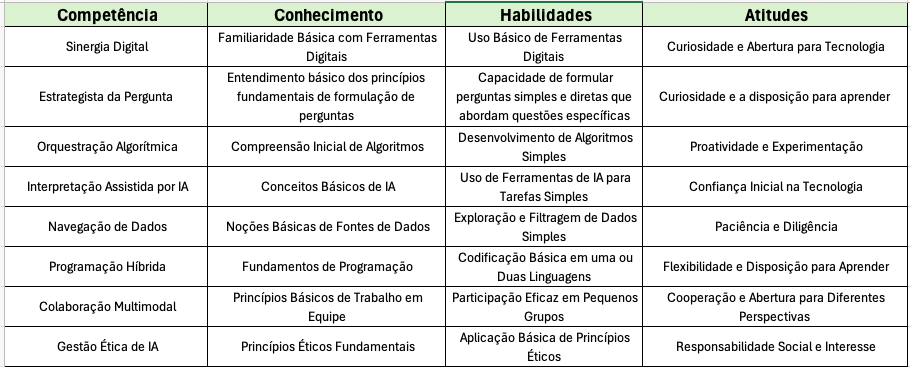 Competência Conhecimento Habilidades Atitudes
Sinergia Digital Familiaridade Básica com Ferramentas Digitais Uso Básico de Ferramentas Digitais Curiosidade e Abertura para Tecnologia
Estrategista da Pergunta Entendimento básico dos princípios fundamentais de formulação de perguntas Capacidade de formular perguntas simples e diretas que abordam questões específicas Curiosidade e a disposição para aprender
Orquestração Algorítmica Compreensão Inicial de Algoritmos Desenvolvimento de Algoritmos Simples Proatividade e Experimentação
Interpretação Assistida por IA Conceitos Básicos de IA Uso de Ferramentas de IA para Tarefas Simples Confiança Inicial na Tecnologia
Navegação de Dados Noções Básicas de Fontes de Dados Exploração e Filtragem de Dados Simples Paciência e Diligência
Programação Híbrida Fundamentos de Programação Codificação Básica em uma ou Duas Linguagens Flexibilidade e Disposição para Aprender
Colaboração Multimodal Princípios Básicos de Trabalho em Equipe Participação Eficaz em Pequenos Grupos Cooperação e Abertura para Diferentes Perspectivas
Gestão Ética de IA Princípios Éticos Fundamentais Aplicação Básica de Princípios Éticos Responsabilidade Social e Interesse